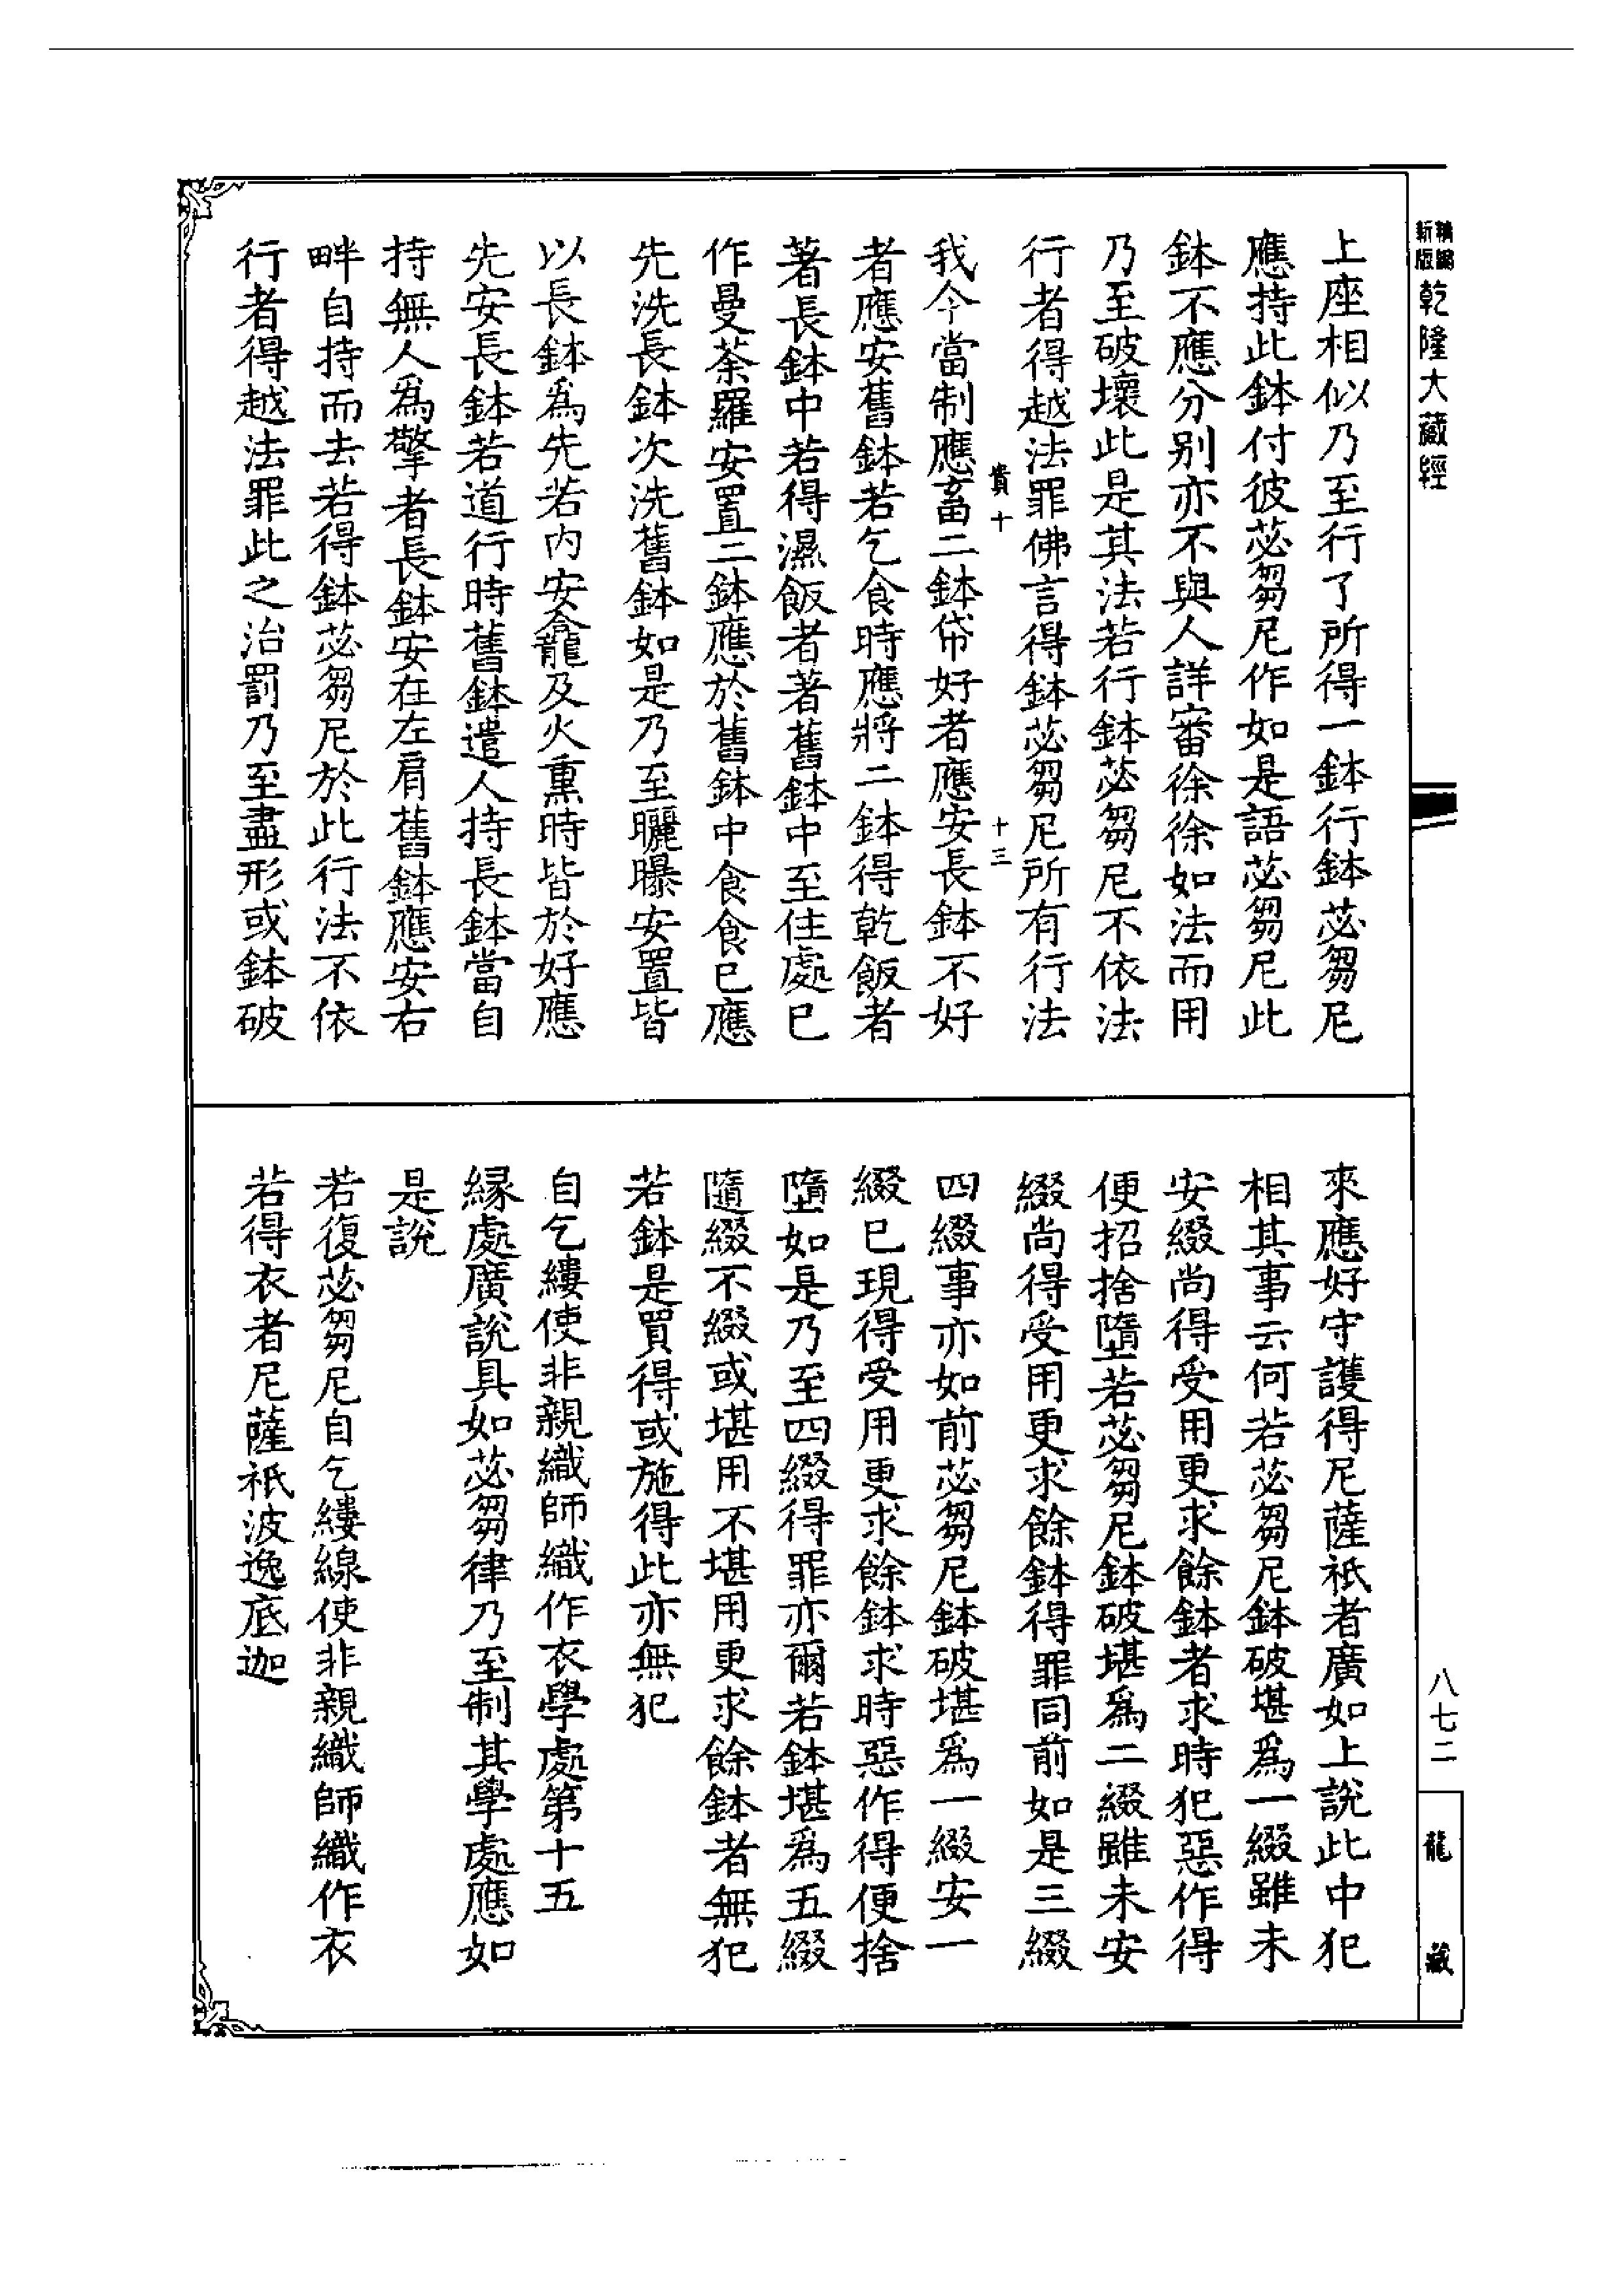 新編
縮版
乾隆大藏經
上座相似乃至行了所得一鉢行鉢苾芻尼
應持此鉢付彼苾芻尼作如是語苾芻尼此
鉢不應分別亦不與人詳審徐徐如法而用
乃至破壞此是其法若行鉢苾芻尼不依法
行者得越法罪佛言得鉢苾芻尼所有行法
貴十
十三
我今當制應畜二鉢帒好者應安長鉢不好
者應安舊鉢若乞食時應將二鉢得乾飯者
著長鉢中若得濕飯者著舊鉢中至住處已
作曼荼羅安置二鉢應於舊鉢中食食已應
先洗長鉢次洗舊鉢如是乃至曬曝安置皆
以長鉢爲先若內安龕及火熏時皆於好應
先安長鉢若道行時舊鉢遣人持長鉢當自
持無人爲擎者長鉢安在左肩舊鉢應安右
畔自持而去若得鉢苾芻尼於此行法不依
行者得越法罪此之治罰乃至盡形或鉢破
來應好守護得尼薩祇者廣如上說此中犯
相其事云何若苾芻尼鉢破堪爲一綴雖未
安綴尚得受用更求餘鉢者求時犯惡作得
便招捨墮若苾芻尼鉢破堪爲二綴雖未安
綴尚得受用更求餘鉢得罪同前如是三綴
四綴事亦如前苾芻尼鉢破堪爲一綴安一
綴已現得受用更求餘鉢求時惡作得便捨
墮如是乃至四綴得罪亦爾若鉢堪爲五綴
隨綴不綴或堪用不堪用更求餘鉢者無犯
若鉢是買得或施得此亦無犯
自乞縷使非親織師織作衣學處第十五
緣處廣說具如苾芻律乃至制其學處應如
是說
若復苾芻尼自乞縷線使非親織師織作衣
若得衣者尼薩祇波逸底迦
八七二
龍藏